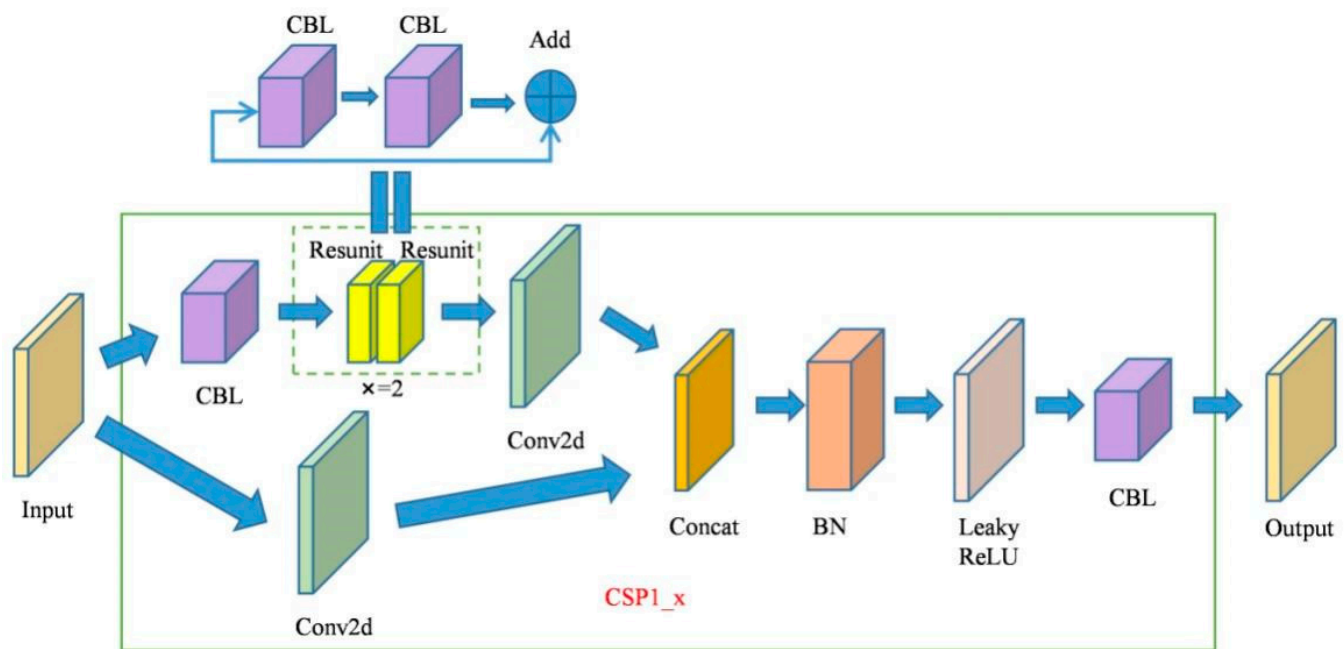 CBL
CBL
Add
Resunit
Resunit
×=2
CBL
Conv2d
Input
Conv2d
Concat
BN
Leaky
ReLU
CBL
Output
CSP1_x